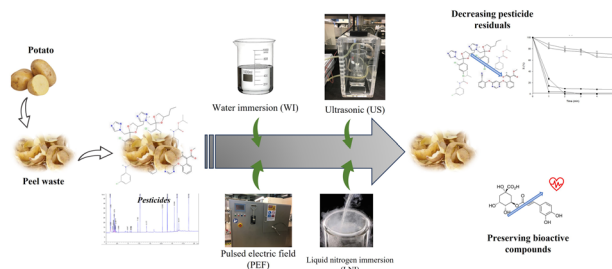 Potato
Peel waste
Pesticides
Water immersion (WI)
Ultrasonic (US)
Pulsed electric field
(PEF)
Liquid nitrogen immersion
Decreasing pesticide
residuals
Preserving bioactive
compounds